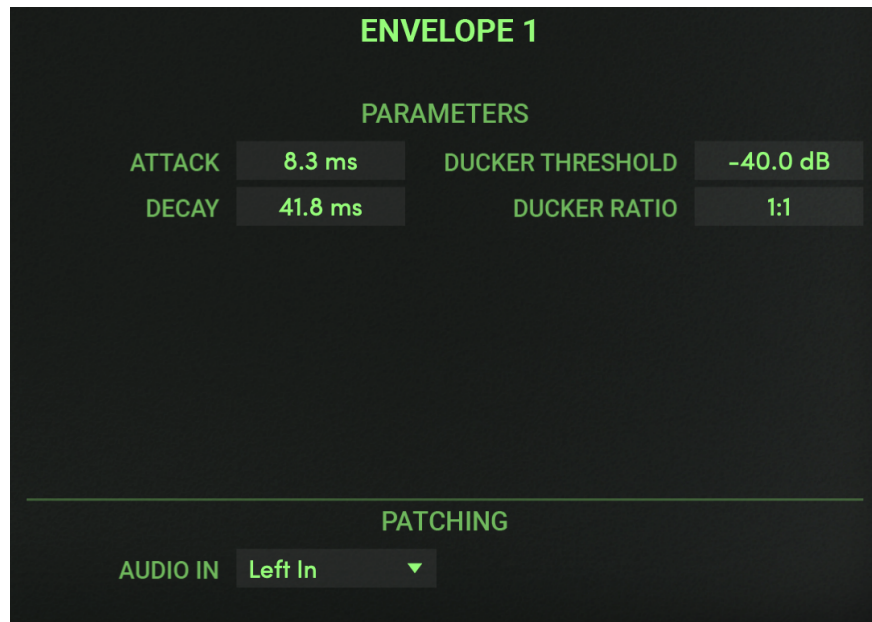 ENVELOPE 1
PARAMETERS
ATTACK 8.3 ms DUCKER THRESHOLD -40.0 dB
DECAY 41.8 ms DUCKER RATIO 1:1
PATCHING
AUDIO IN Left In